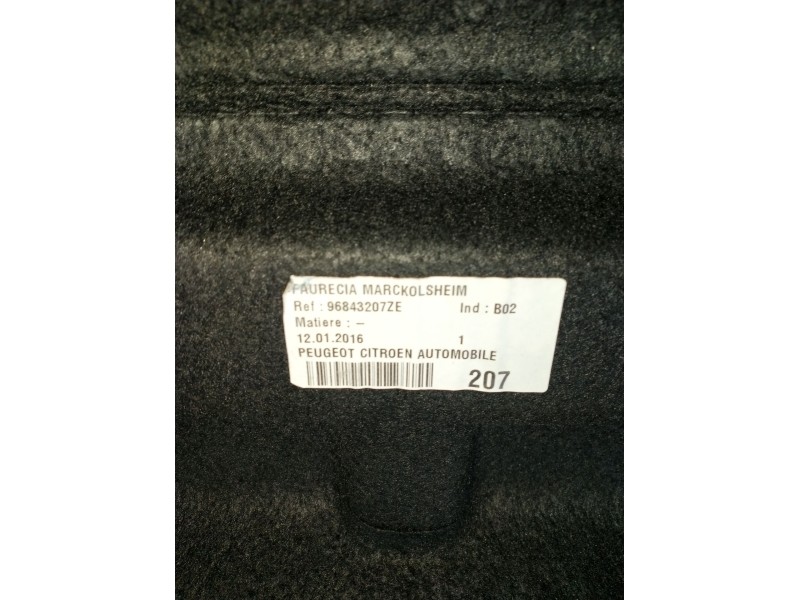 FAURECIA MARCKOLSHEIM
Ref : 96843207ZE Ind : B02
Matiere : -
12.01.2016 1
PEUGEOT CITROEN AUTOMOBILE
207